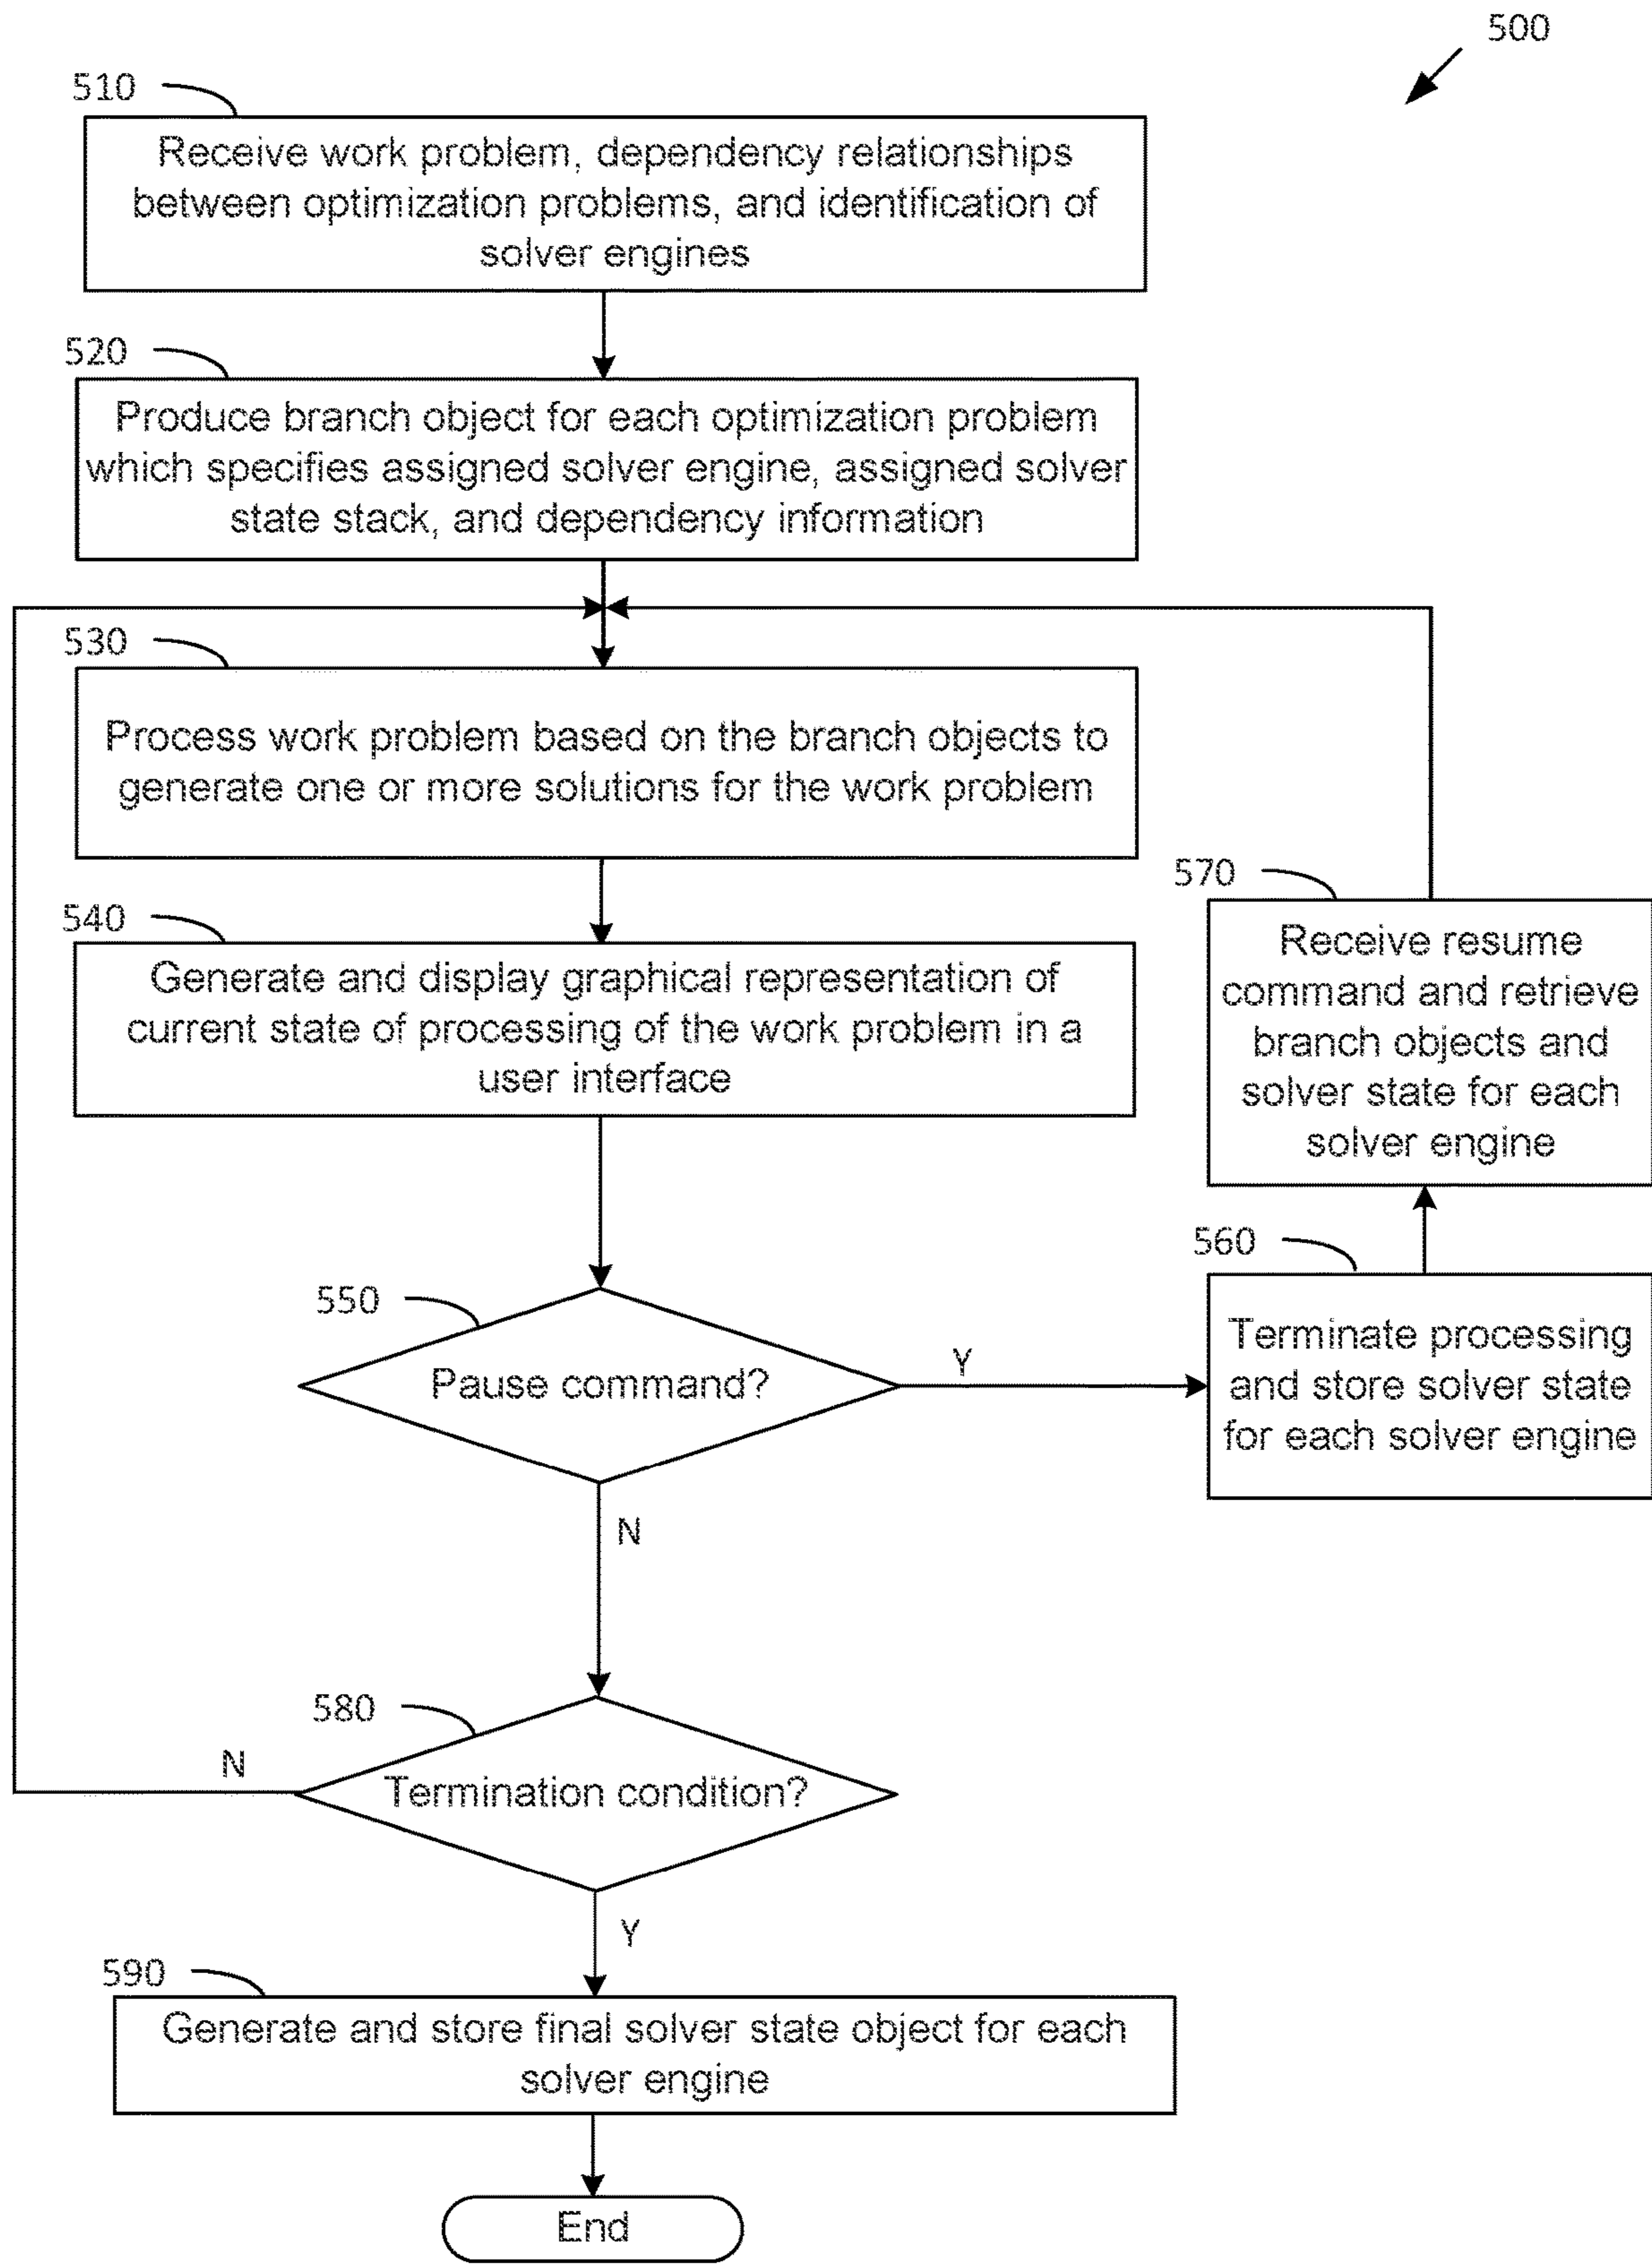 500
510
Receive work problem, dependency relationships
between optimization problems, and identification of
solver engines
520
Produce branch object for each optimization problem
which specifies assigned solver engine, assigned solver
state stack, and dependency information
530
Process work problem based on the branch objects to
generate one or more solutions for the work problem
540
Generate and display graphical representation of
current state of processing of the work problem in a
user interface
570
Receive resume
command and retrieve
branch objects and
solver state for each
solver engine
560
Terminate processing
and store solver state
for each solver engine
550
Pause command?
Y
N
580
Termination condition?
N
Y
590
Generate and store final solver state object for each
solver engine
End